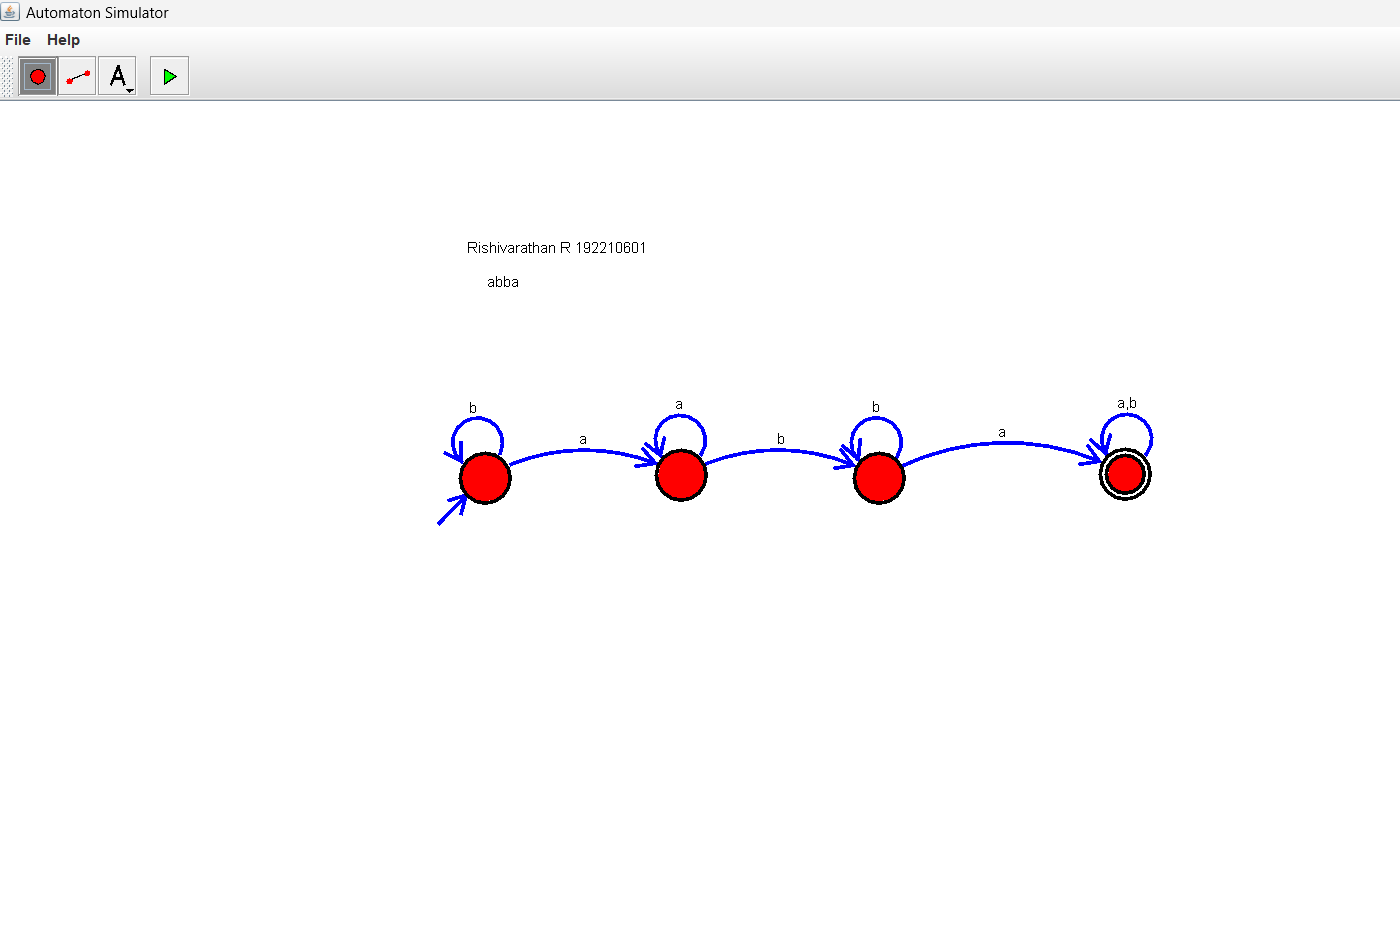 Automaton Simulator
File Help
A
Rishivarathan R 192210601
abba
b a a b b a a,b